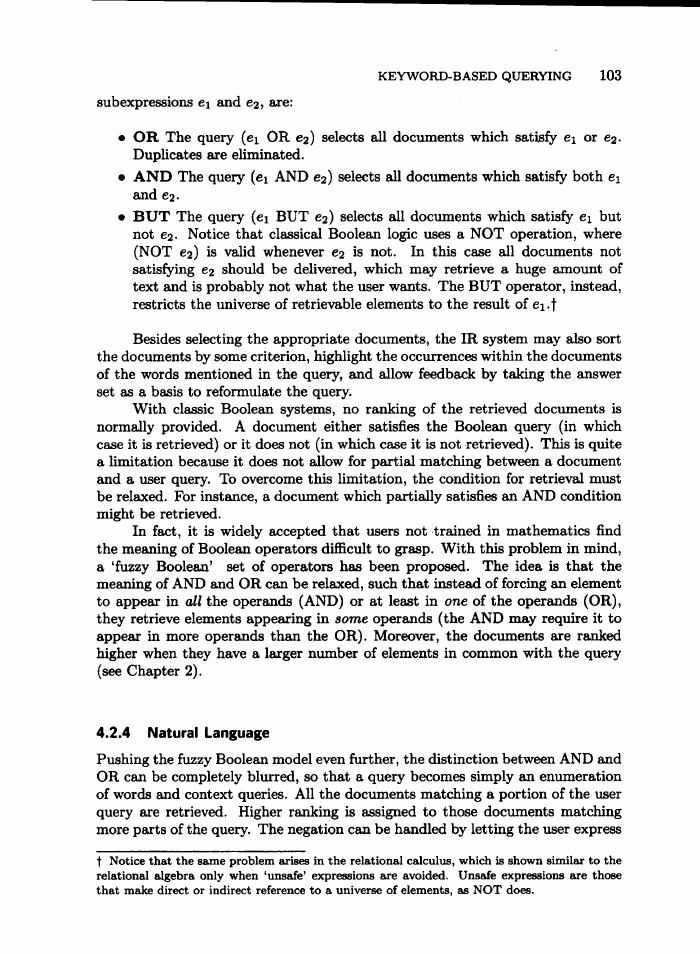 KEYWORD-BASED QUERYING 103
subexpressions e1 and e2, are:
• OR The query (e1 OR e2) selects all documents which satisfy e1 or e2.
Duplicates are eliminated.
• AND The query (e1 AND e2) selects all documents which satisfy both e1
and e2.
• BUT The query (e1 BUT e2) selects all documents which satisfy e1 but
not e2. Notice that classical Boolean logic uses a NOT operation, where
(NOT e2) is valid whenever e2 is not. In this case all documents not
satisfying e2 should be delivered, which may retrieve a huge amount of
text and is probably not what the user wants. The BUT operator, instead,
restricts the universe of retrievable elements to the result of e1.†
Besides selecting the appropriate documents, the IR system may also sort
the documents by some criterion, highlight the occurrences within the documents
of the words mentioned in the query, and allow feedback by taking the answer
set as a basis to reformulate the query.
With classic Boolean systems, no ranking of the retrieved documents is
normally provided. A document either satisfies the Boolean query (in which
case it is retrieved) or it does not (in which case it is not retrieved). This is quite
a limitation because it does not allow for partial matching between a document
and a user query. To overcome this limitation, the condition for retrieval must
be relaxed. For instance, a document which partially satisfies an AND condition
might be retrieved.
In fact, it is widely accepted that users not trained in mathematics find
the meaning of Boolean operators difficult to grasp. With this problem in mind,
a 'fuzzy Boolean' set of operators has been proposed. The idea is that the
meaning of AND and OR can be relaxed, such that instead of forcing an element
to appear in all the operands (AND) or at least in one of the operands (OR),
they retrieve elements appearing in some operands (the AND may require it to
appear in more operands than the OR). Moreover, the documents are ranked
higher when they have a larger number of elements in common with the query
(see Chapter 2).
4.2.4 Natural Language
Pushing the fuzzy Boolean model even further, the distinction between AND and
OR can be completely blurred, so that a query becomes simply an enumeration
of words and context queries. All the documents matching a portion of the user
query are retrieved. Higher ranking is assigned to those documents matching
more parts of the query. The negation can be handled by letting the user express
† Notice that the same problem arises in the relational calculus, which is shown similar to the
relational algebra only when 'unsafe' expressions are avoided. Unsafe expressions are those
that make direct or indirect reference to a universe of elements, as NOT does.